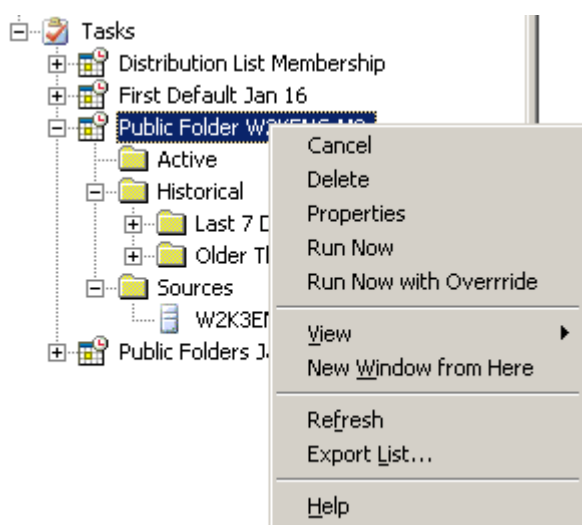 Tasks
Distribution List Membership
First Default Jan 16
Public Folder
Active
Historical
Last 7
Older
Sources
Public Folders
Cancel
Delete
Properties
Run Now
Run Now with Overrride
View
New Window from Here
Refresh
Export List...
Help